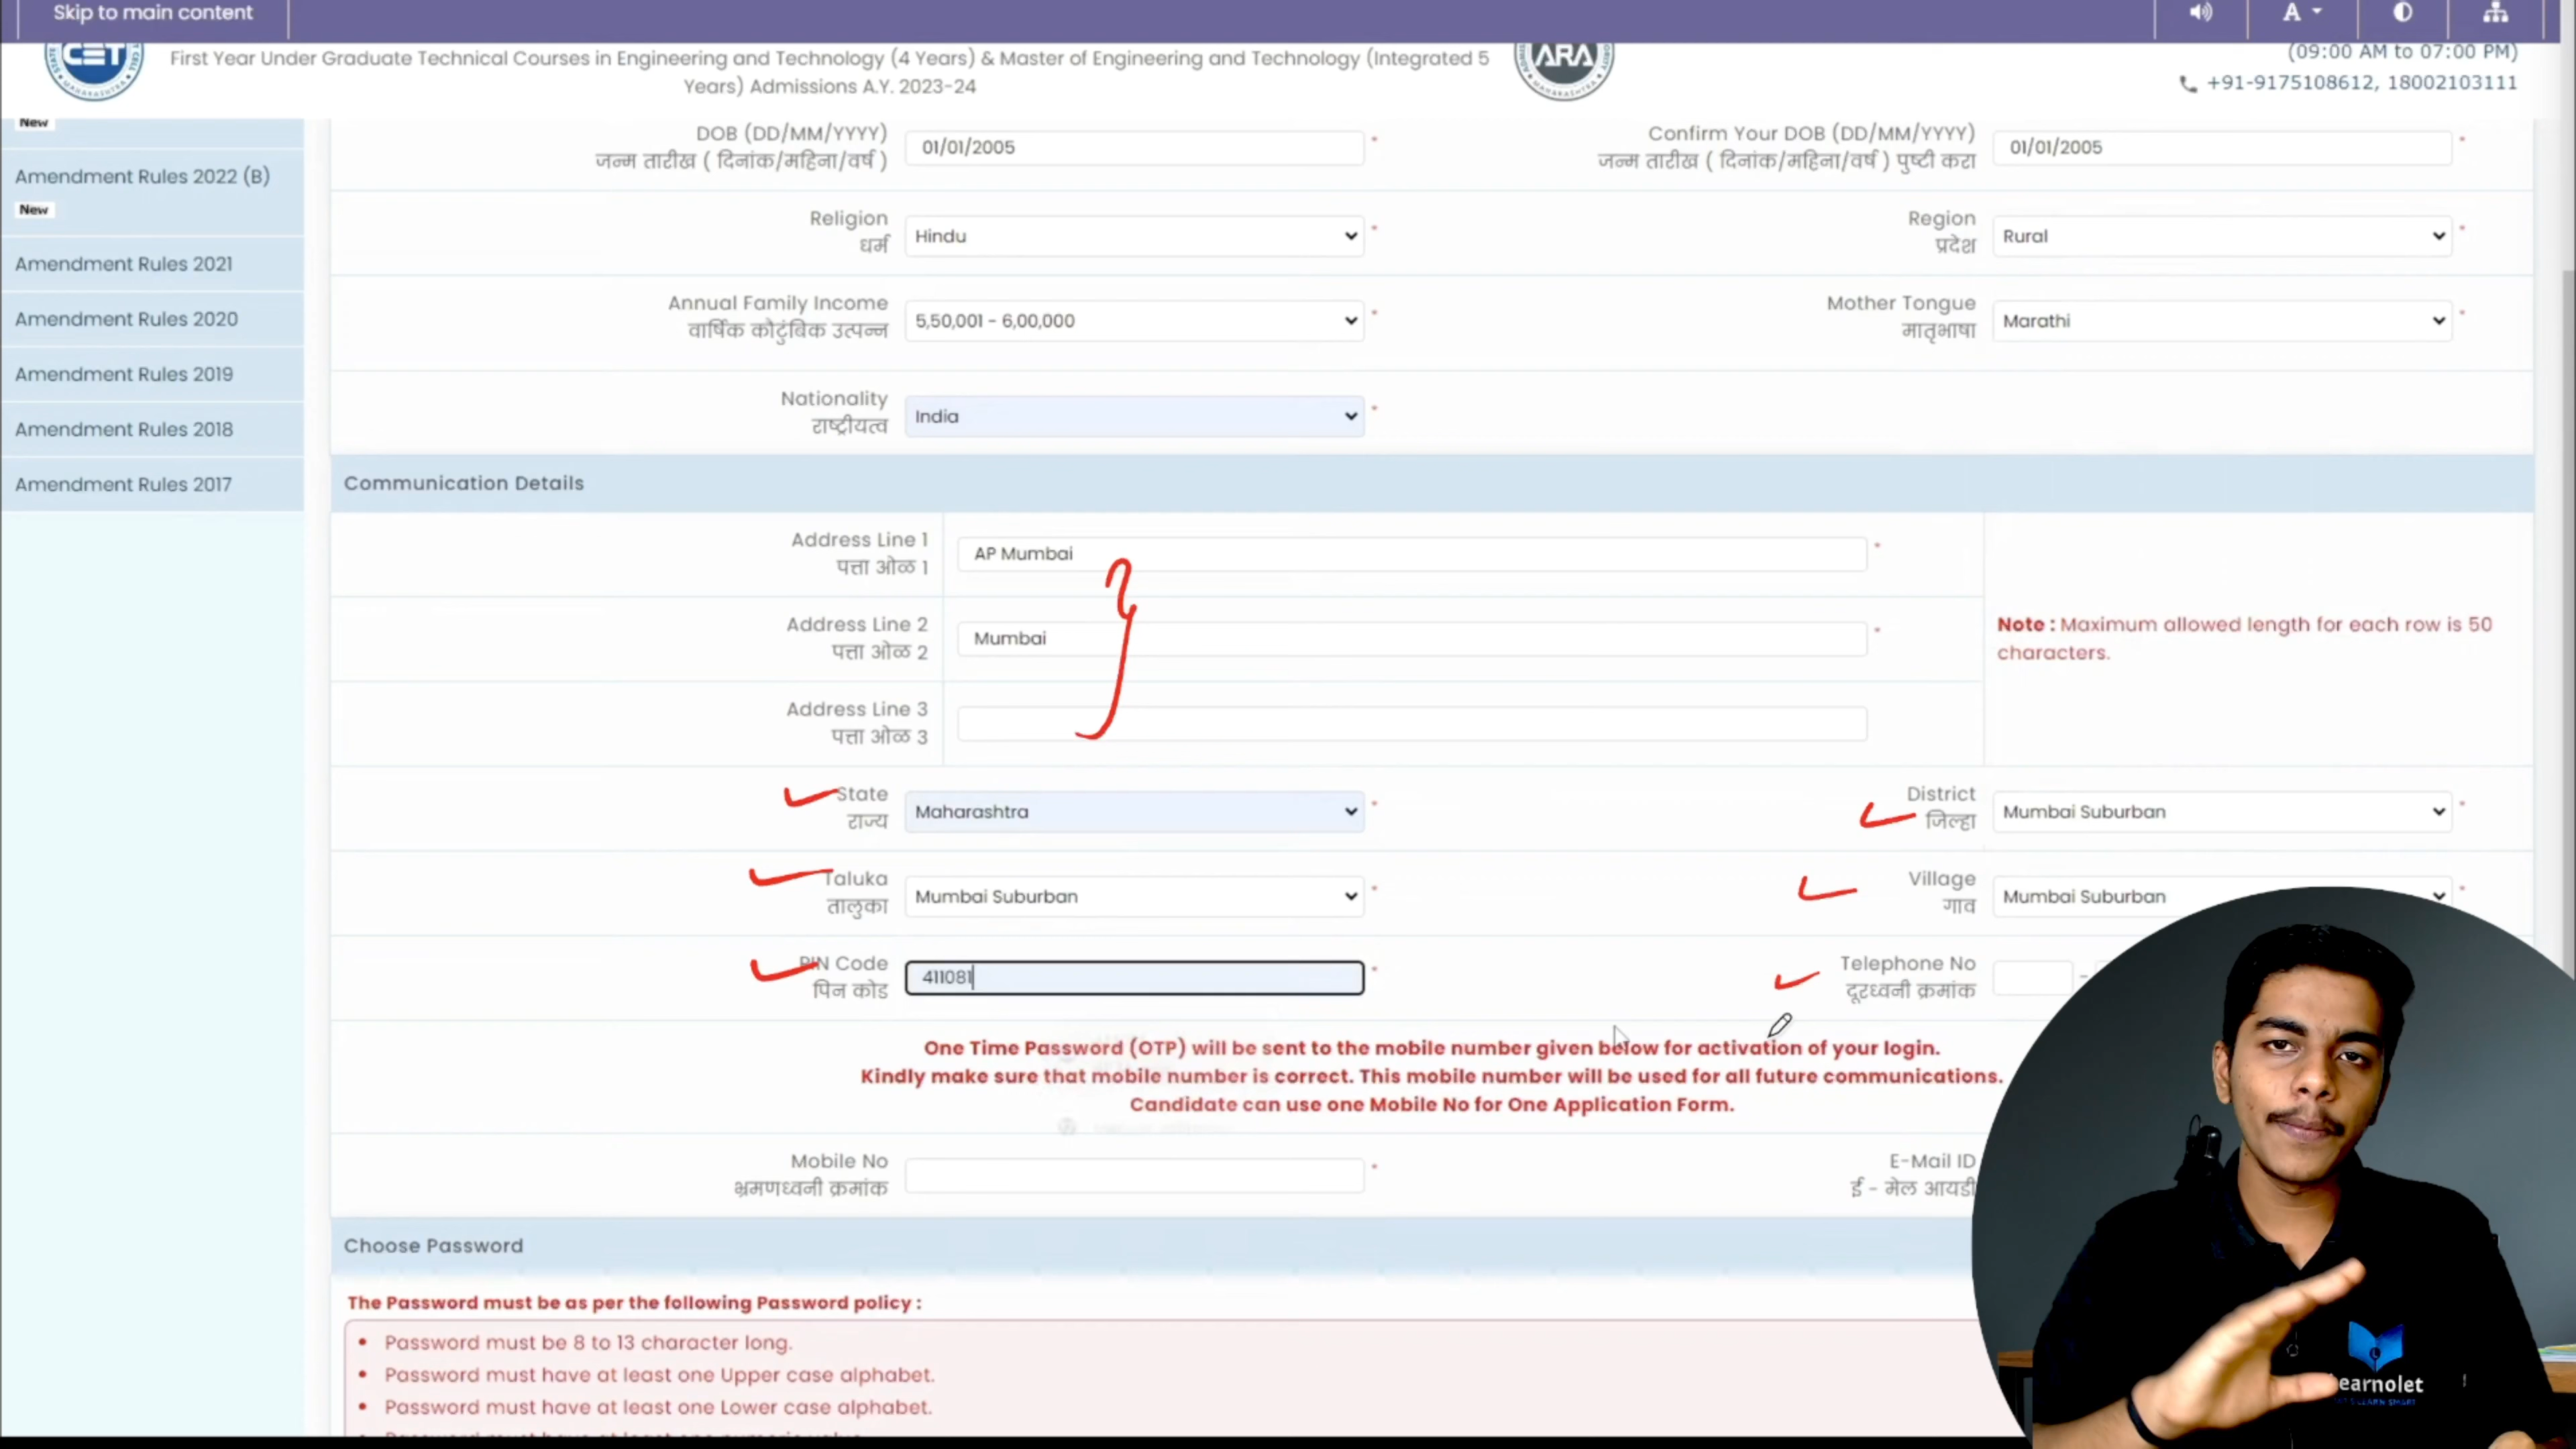 Skip to main content
A
CET
First Year Under Graduate Technical Courses in Engineering and Technology (4 Years) & Master of Engineering and Technology (Integrated 5
Years) Admissions A.Y. 2023-24
ARA
MAHARASHTRA
(09:00 AM to 07:00 PM)
+91-9175108612, 18002103111
New
Amendment Rules 2022 (B)
New
Amendment Rules 2021
Amendment Rules 2020
Amendment Rules 2019
Amendment Rules 2018
Amendment Rules 2017
DOB (DD/MM/YYYY)
जन्म तारीख ( दिनांक/महिना/वर्ष )
01/01/2005 *
Confirm Your DOB (DD/MM/YYYY)
जन्म तारीख ( दिनांक/महिना/वर्ष ) पुष्टी करा
01/01/2005 *
Religion
धर्म
Hindu *
Region
प्रदेश
Rural *
Annual Family Income
वार्षिक कौटुंबिक उत्पन्न
5,50,001 - 6,00,000 *
Mother Tongue
मातृभाषा
Marathi *
Nationality
राष्ट्रीयत्व
India *
Communication Details
Address Line 1
पत्ता ओळ 1
AP Mumbai *
Address Line 2
पत्ता ओळ 2
Mumbai *
Address Line 3
पत्ता ओळ 3
Note : Maximum allowed length for each row is 50
characters.
State
राज्य
Maharashtra *
District
जिल्हा
Mumbai Suburban *
Taluka
तालुका
Mumbai Suburban *
Village
गाव
Mumbai Suburban *
PIN Code
पिन कोड
411081 *
Telephone No
दूरध्वनी क्रमांक
-
One Time Password (OTP) will be sent to the mobile number given below for activation of your login.
Kindly make sure that mobile number is correct. This mobile number will be used for all future communications.
Candidate can use one Mobile No for One Application Form.
Mobile No
भ्रमणध्वनी क्रमांक
*
E-Mail ID
ई - मेल आयडी
Choose Password
The Password must be as per the following Password policy :
• Password must be 8 to 13 character long.
• Password must have at least one Upper case alphabet.
• Password must have at least one Lower case alphabet.
• Password must have at least one numeric value.
earnolet